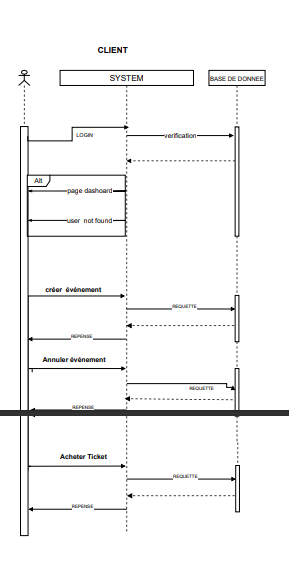 CLIENT
SYSTEM
BASE DE DONNEE
LOGIN
verification
Alt
page dashoard
user not found
créer événement
REQUETTE
REPENSE
Annuler événement
REQUETTE
REPENSE
Acheter Ticket
REQUETTE
REPENSE